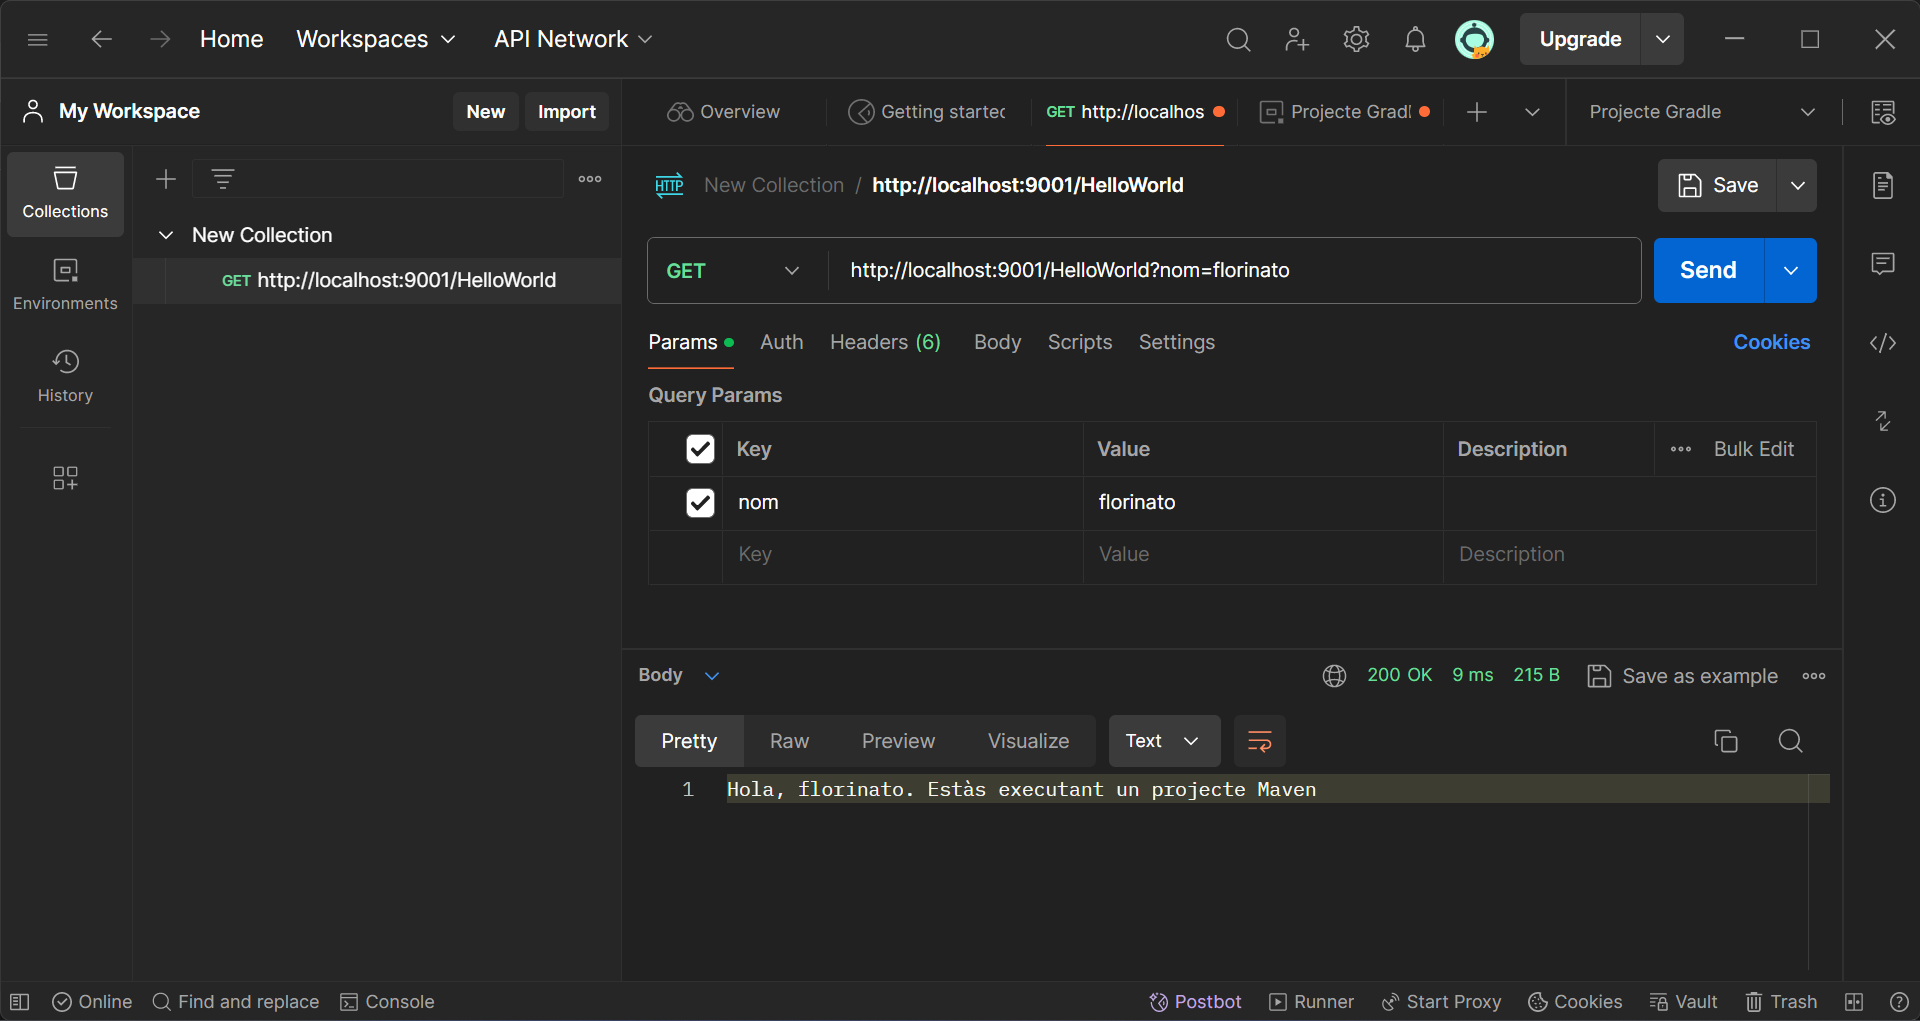 Home Workspaces API Network Upgrade
My Workspace New Import
Overview Getting started GET http://localhos Projecte Gradl Projecte Gradle
Collections
Environments
History
New Collection
GET http://localhost:9001/HelloWorld
HTTP New Collection / http://localhost:9001/HelloWorld Save
GET http://localhost:9001/HelloWorld?nom=florinato Send
Params Auth Headers (6) Body Scripts Settings Cookies
Query Params
Key Value Description Bulk Edit
nom florinato
Key Value Description
Body 200 OK 9 ms 215 B Save as example
Pretty Raw Preview Visualize Text
1 Hola, florinato. Estàs executant un projecte Maven
Online Find and replace Console Postbot Runner Start Proxy Cookies Vault Trash